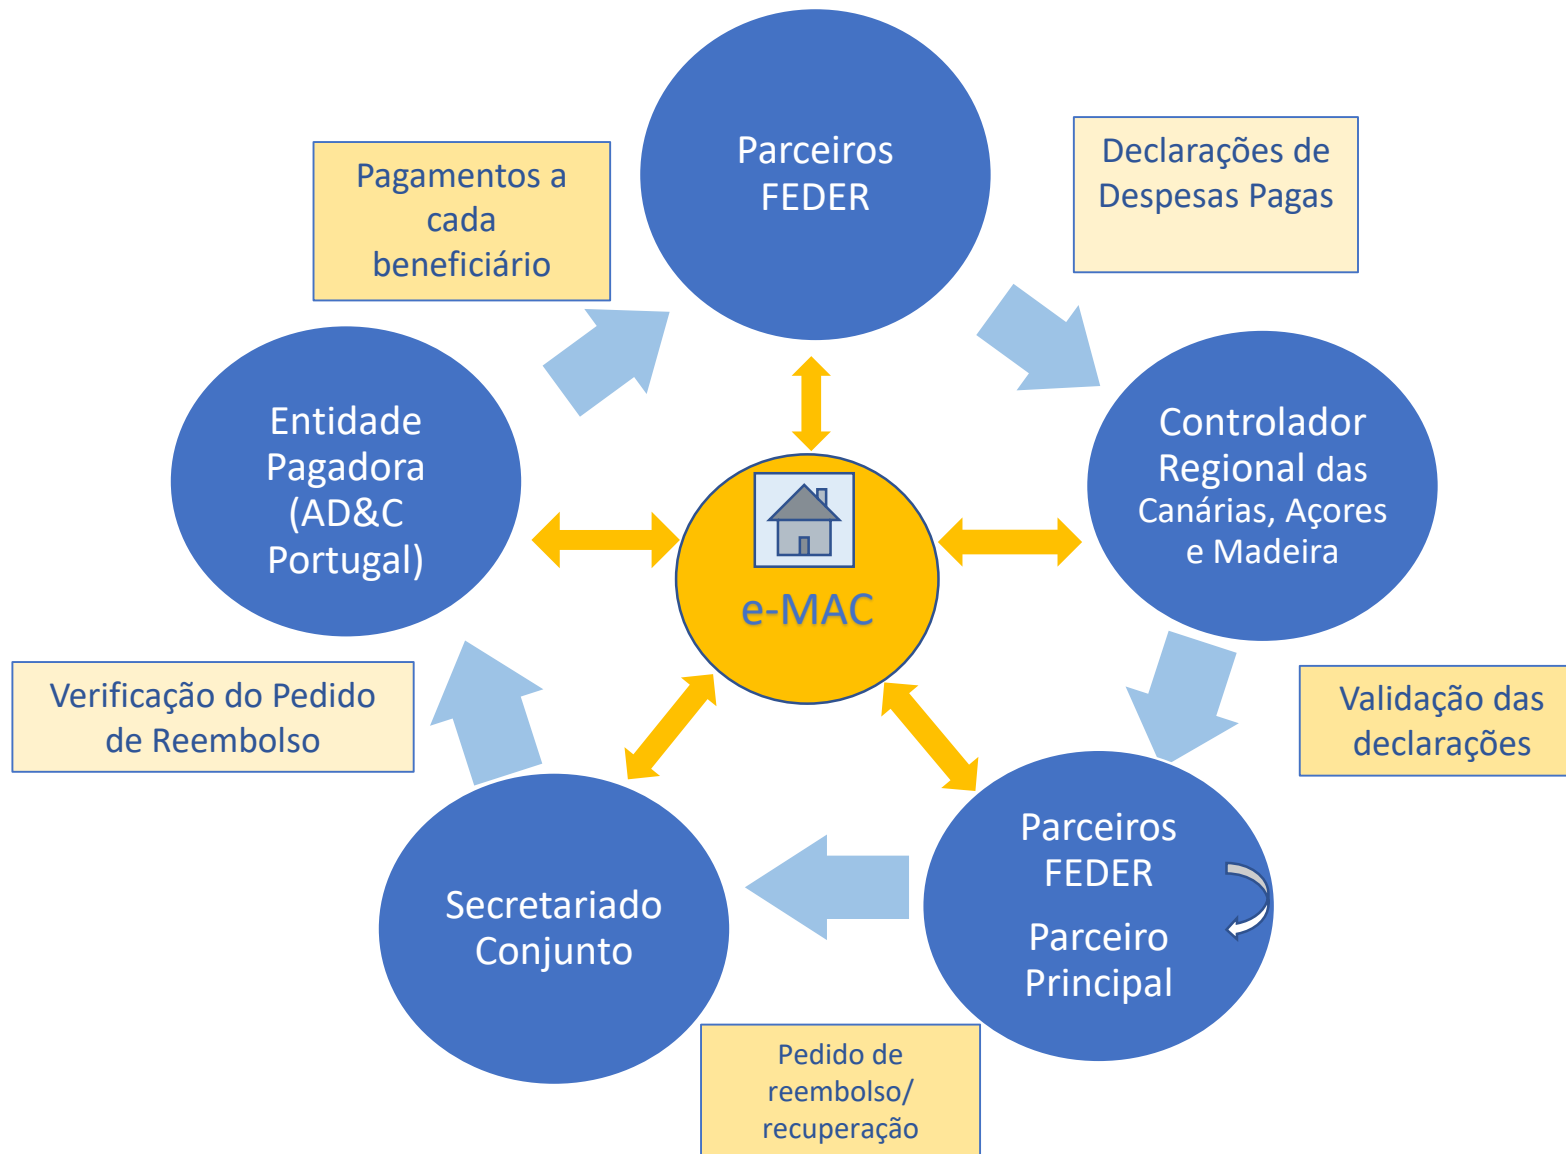 Parceiros
FEDER
Declarações de
Despesas Pagas
Pagamentos a
cada
beneficiário
Controlador
Regional das
Canárias, Açores
e Madeira
Entidade
Pagadora
(AD&C
Portugal)
e-MAC
Validação das
declarações
Verificação do Pedido
de Reembolso
Parceiros
FEDER
Parceiro
Principal
Secretariado
Conjunto
Pedido de
reembolso/
recuperação